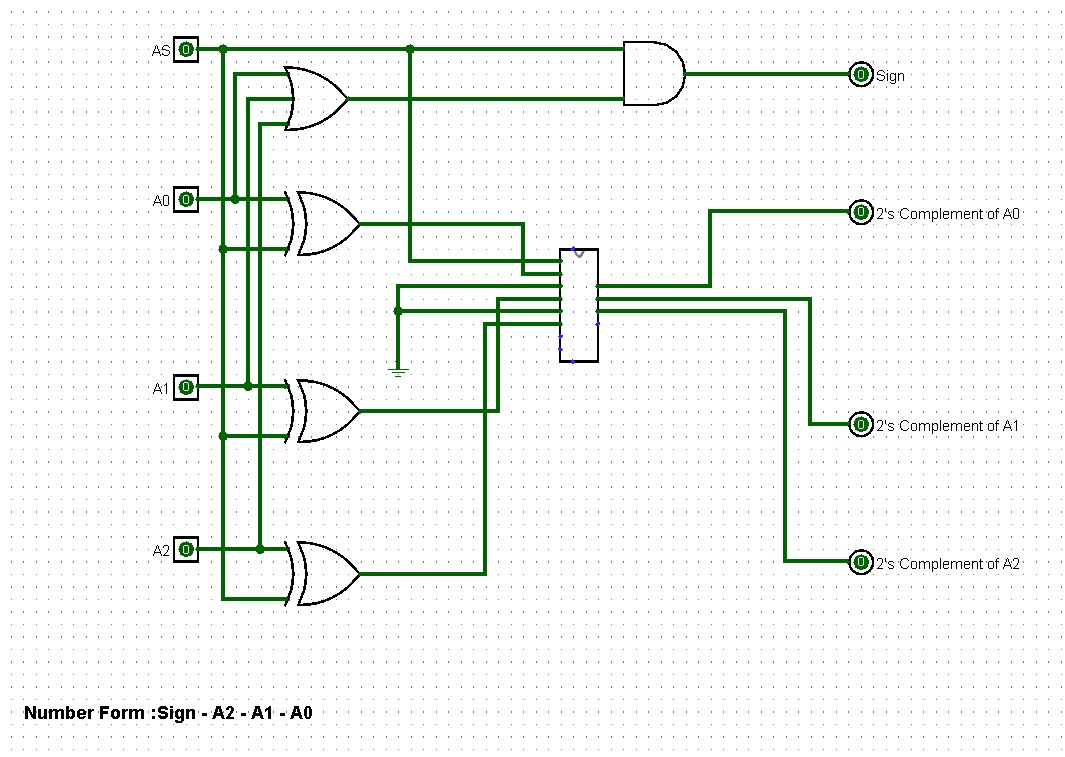 AS 0
0 Sign
A0 0
0 2's Complement of A0
A1 0
0 2's Complement of A1
A2 0
0 2's Complement of A2
Number Form :Sign - A2 - A1 - A0